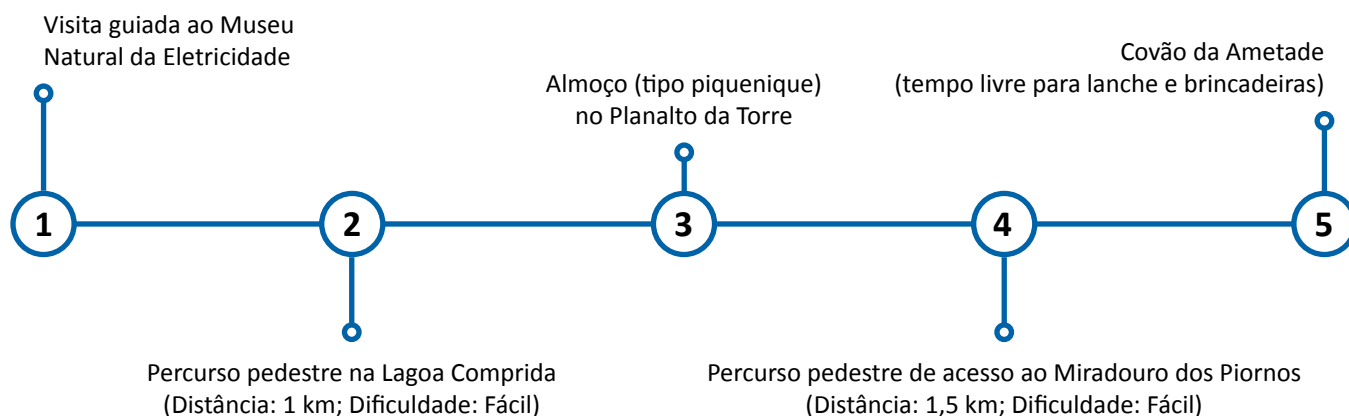 Visita guiada ao Museu
Natural da Eletricidade
Covão da Ametade
(tempo livre para lanche e brincadeiras)
Almoço (tipo piquenique)
no Planalto da Torre
1
2
3
4
5
Percurso pedestre na Lagoa Comprida
(Distância: 1 km; Dificuldade: Fácil)
Percurso pedestre de acesso ao Miradouro dos Piornos
(Distância: 1,5 km; Dificuldade: Fácil)